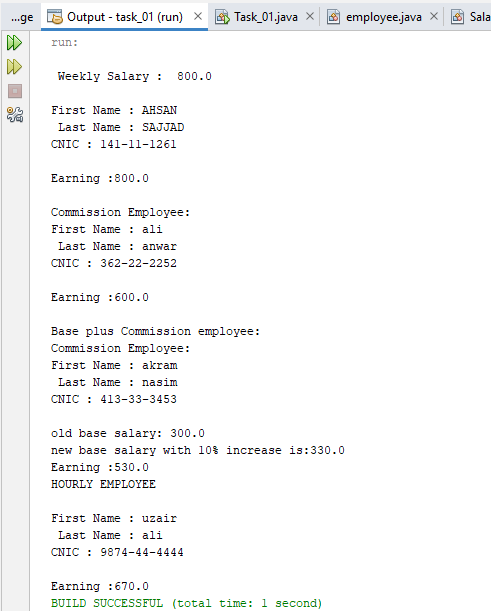 ...ge Output - task_01 (run) × Task_01.java × employee.java × Sala
run:
Weekly Salary :  800.0
First Name : AHSAN
Last Name : SAJJAD
CNIC : 141-11-1261
Earning :800.0
Commission Employee:
First Name : ali
Last Name : anwar
CNIC : 362-22-2252
Earning :600.0
Base plus Commission employee:
Commission Employee:
First Name : akram
Last Name : nasim
CNIC : 413-33-3453
old base salary: 300.0
new base salary with 10% increase is:330.0
Earning :530.0
HOURLY EMPLOYEE
First Name : uzair
Last Name : ali
CNIC : 9874-44-4444
Earning :670.0
BUILD SUCCESSFUL (total time: 1 second)